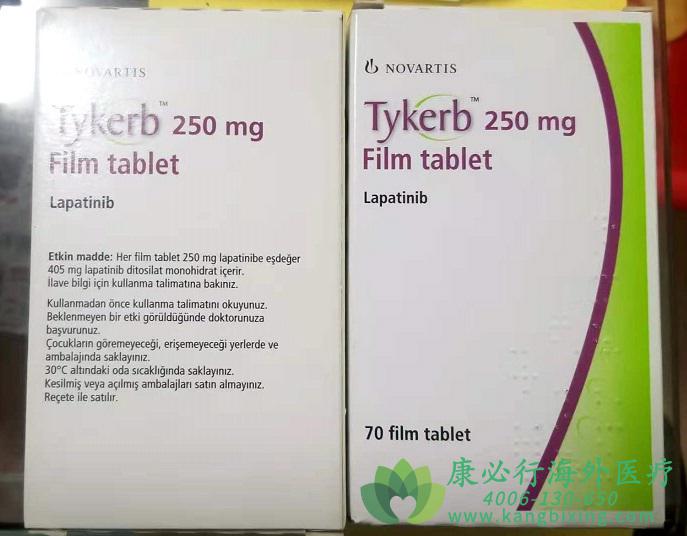 NOVARTIS
Tykerb™ 250 mg
Film tablet
Lapatinib
Etkin madde: Her film tablet 250 mg lapatinibe eşdeğer
405 mg lapatinib ditosilat monohidrat içerir.
İlave bilgi için kullanma talimatına bakınız.
Kullanmadan önce kullanma talimatını okuyunuz.
Beklenmeyen bir etki görüldüğünde doktorunuza
başvurunuz.
Çocukların göremeyeceği, erişemeyeceği yerlerde ve
ambalajında saklayınız.
30°C altındaki oda sıcaklığında saklayınız.
Kesilmiş veya açılmış ambalajları satın almayınız.
Reçete ile satılır.
NOVARTIS
Tykerb™ 250 mg
Film tablet
Lapatinib
70 film tablet
康必行海外医疗
4006-130-650
www.kangbixing.com